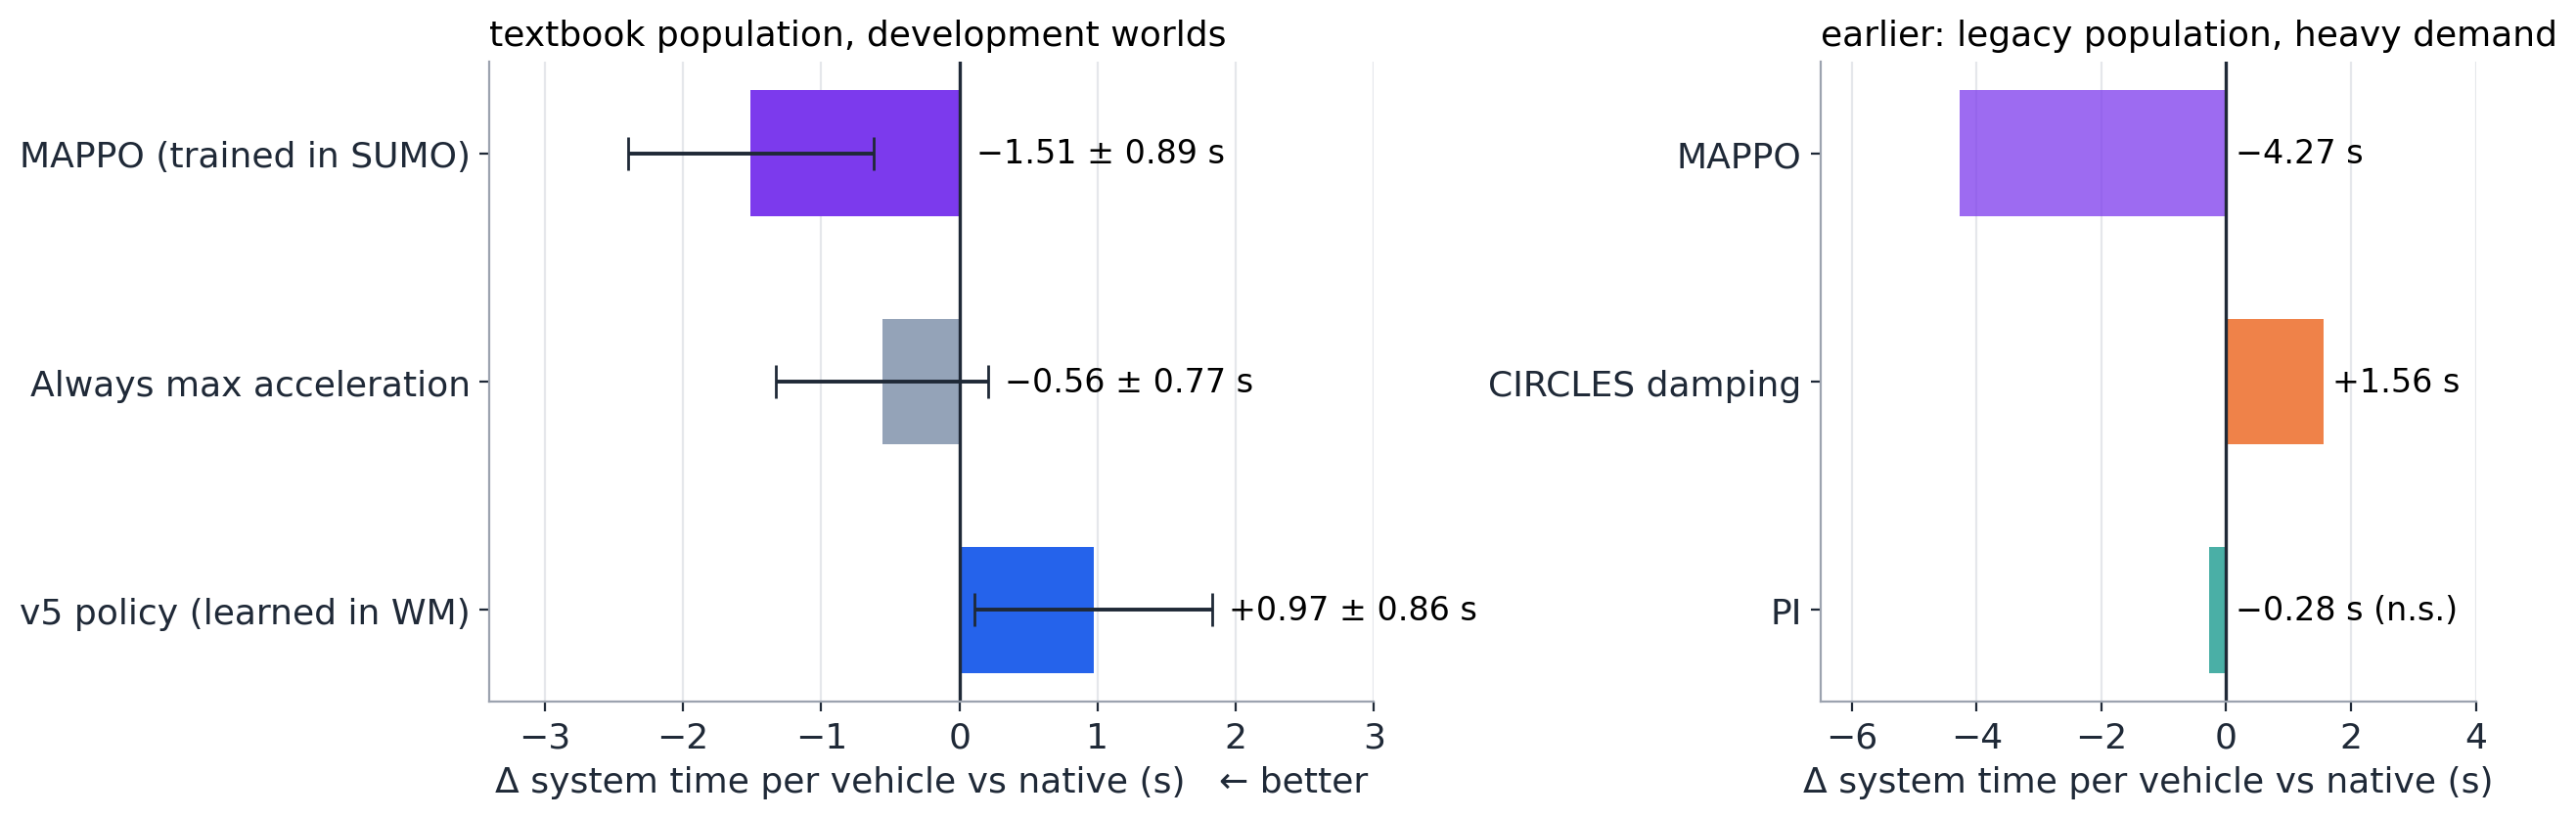 textbook population, development worlds
MAPPO (trained in SUMO)
−1.51 ± 0.89 s
Always max acceleration
−0.56 ± 0.77 s
v5 policy (learned in WM)
+0.97 ± 0.86 s
−3 −2 −1 0 1 2 3
Δ system time per vehicle vs native (s) ← better
earlier: legacy population, heavy demand
MAPPO
−4.27 s
CIRCLES damping
+1.56 s
PI
−0.28 s (n.s.)
−6 −4 −2 0 2 4
Δ system time per vehicle vs native (s)